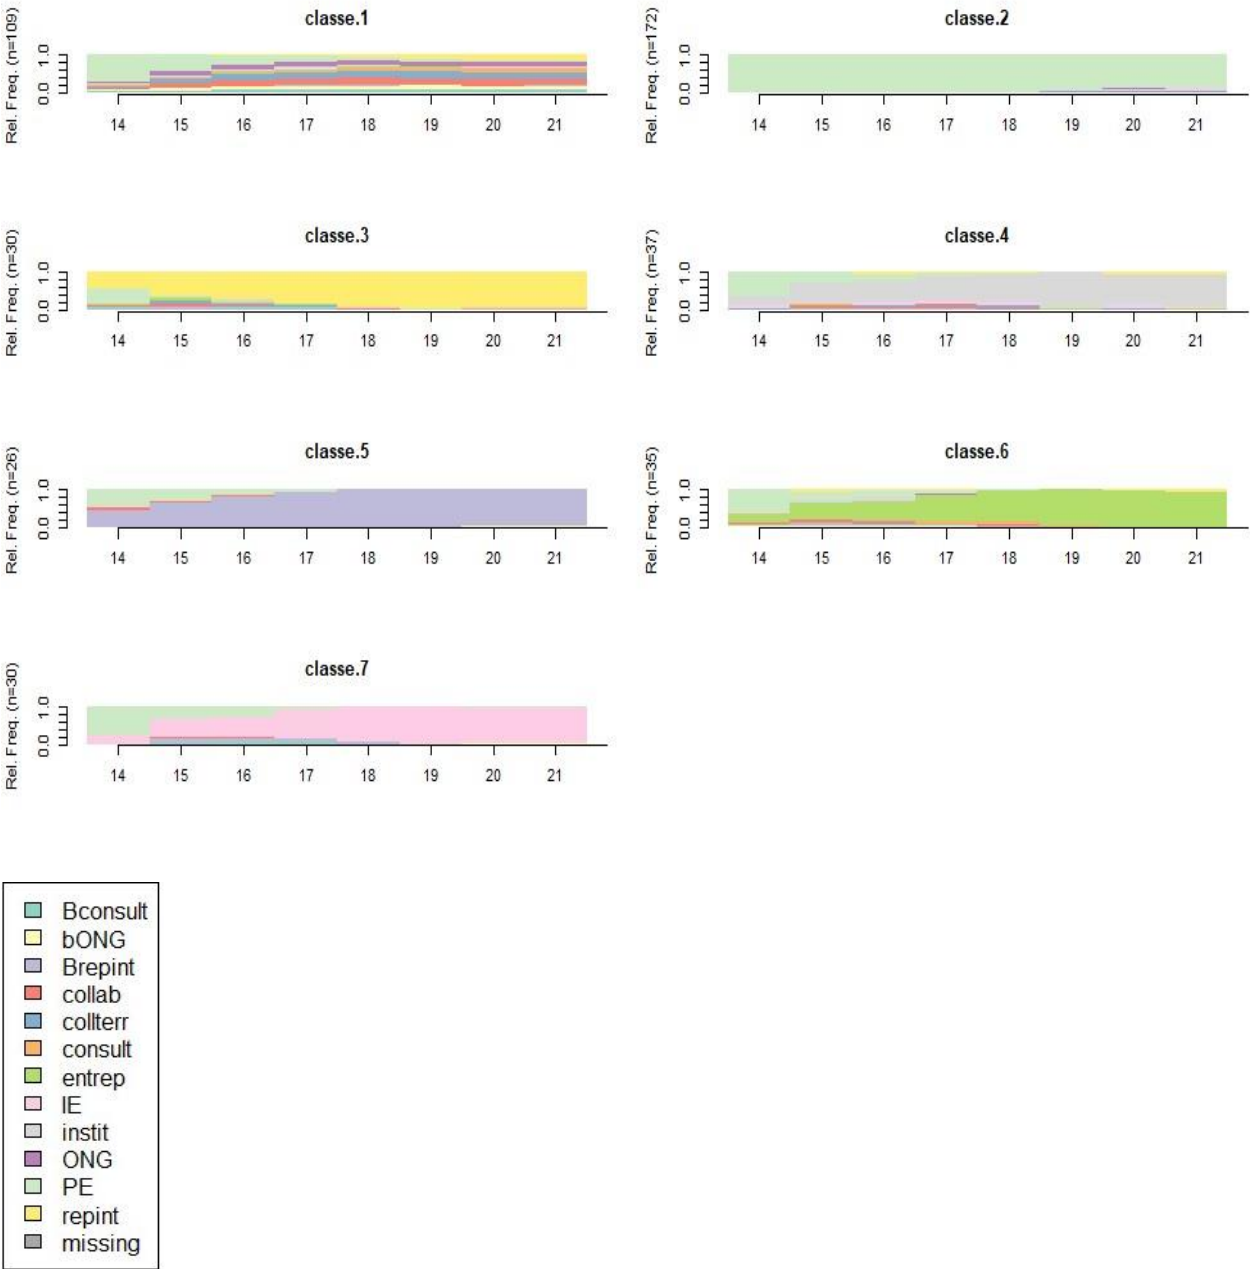 classe.1
Rel. Freq. (n=109)
0.0 1.0
14 15 16 17 18 19 20 21
classe.2
Rel. Freq. (n=172)
0.0 1.0
14 15 16 17 18 19 20 21
classe.3
Rel. Freq. (n=30)
0.0 1.0
14 15 16 17 18 19 20 21
classe.4
Rel. Freq. (n=37)
0.0 1.0
14 15 16 17 18 19 20 21
classe.5
Rel. Freq. (n=26)
0.0 1.0
14 15 16 17 18 19 20 21
classe.6
Rel. Freq. (n=35)
0.0 1.0
14 15 16 17 18 19 20 21
classe.7
Rel. Freq. (n=30)
0.0 1.0
14 15 16 17 18 19 20 21
Bconsult
bONG
Brepint
collab
collterr
consult
entrep
IE
instit
ONG
PE
repint
missing